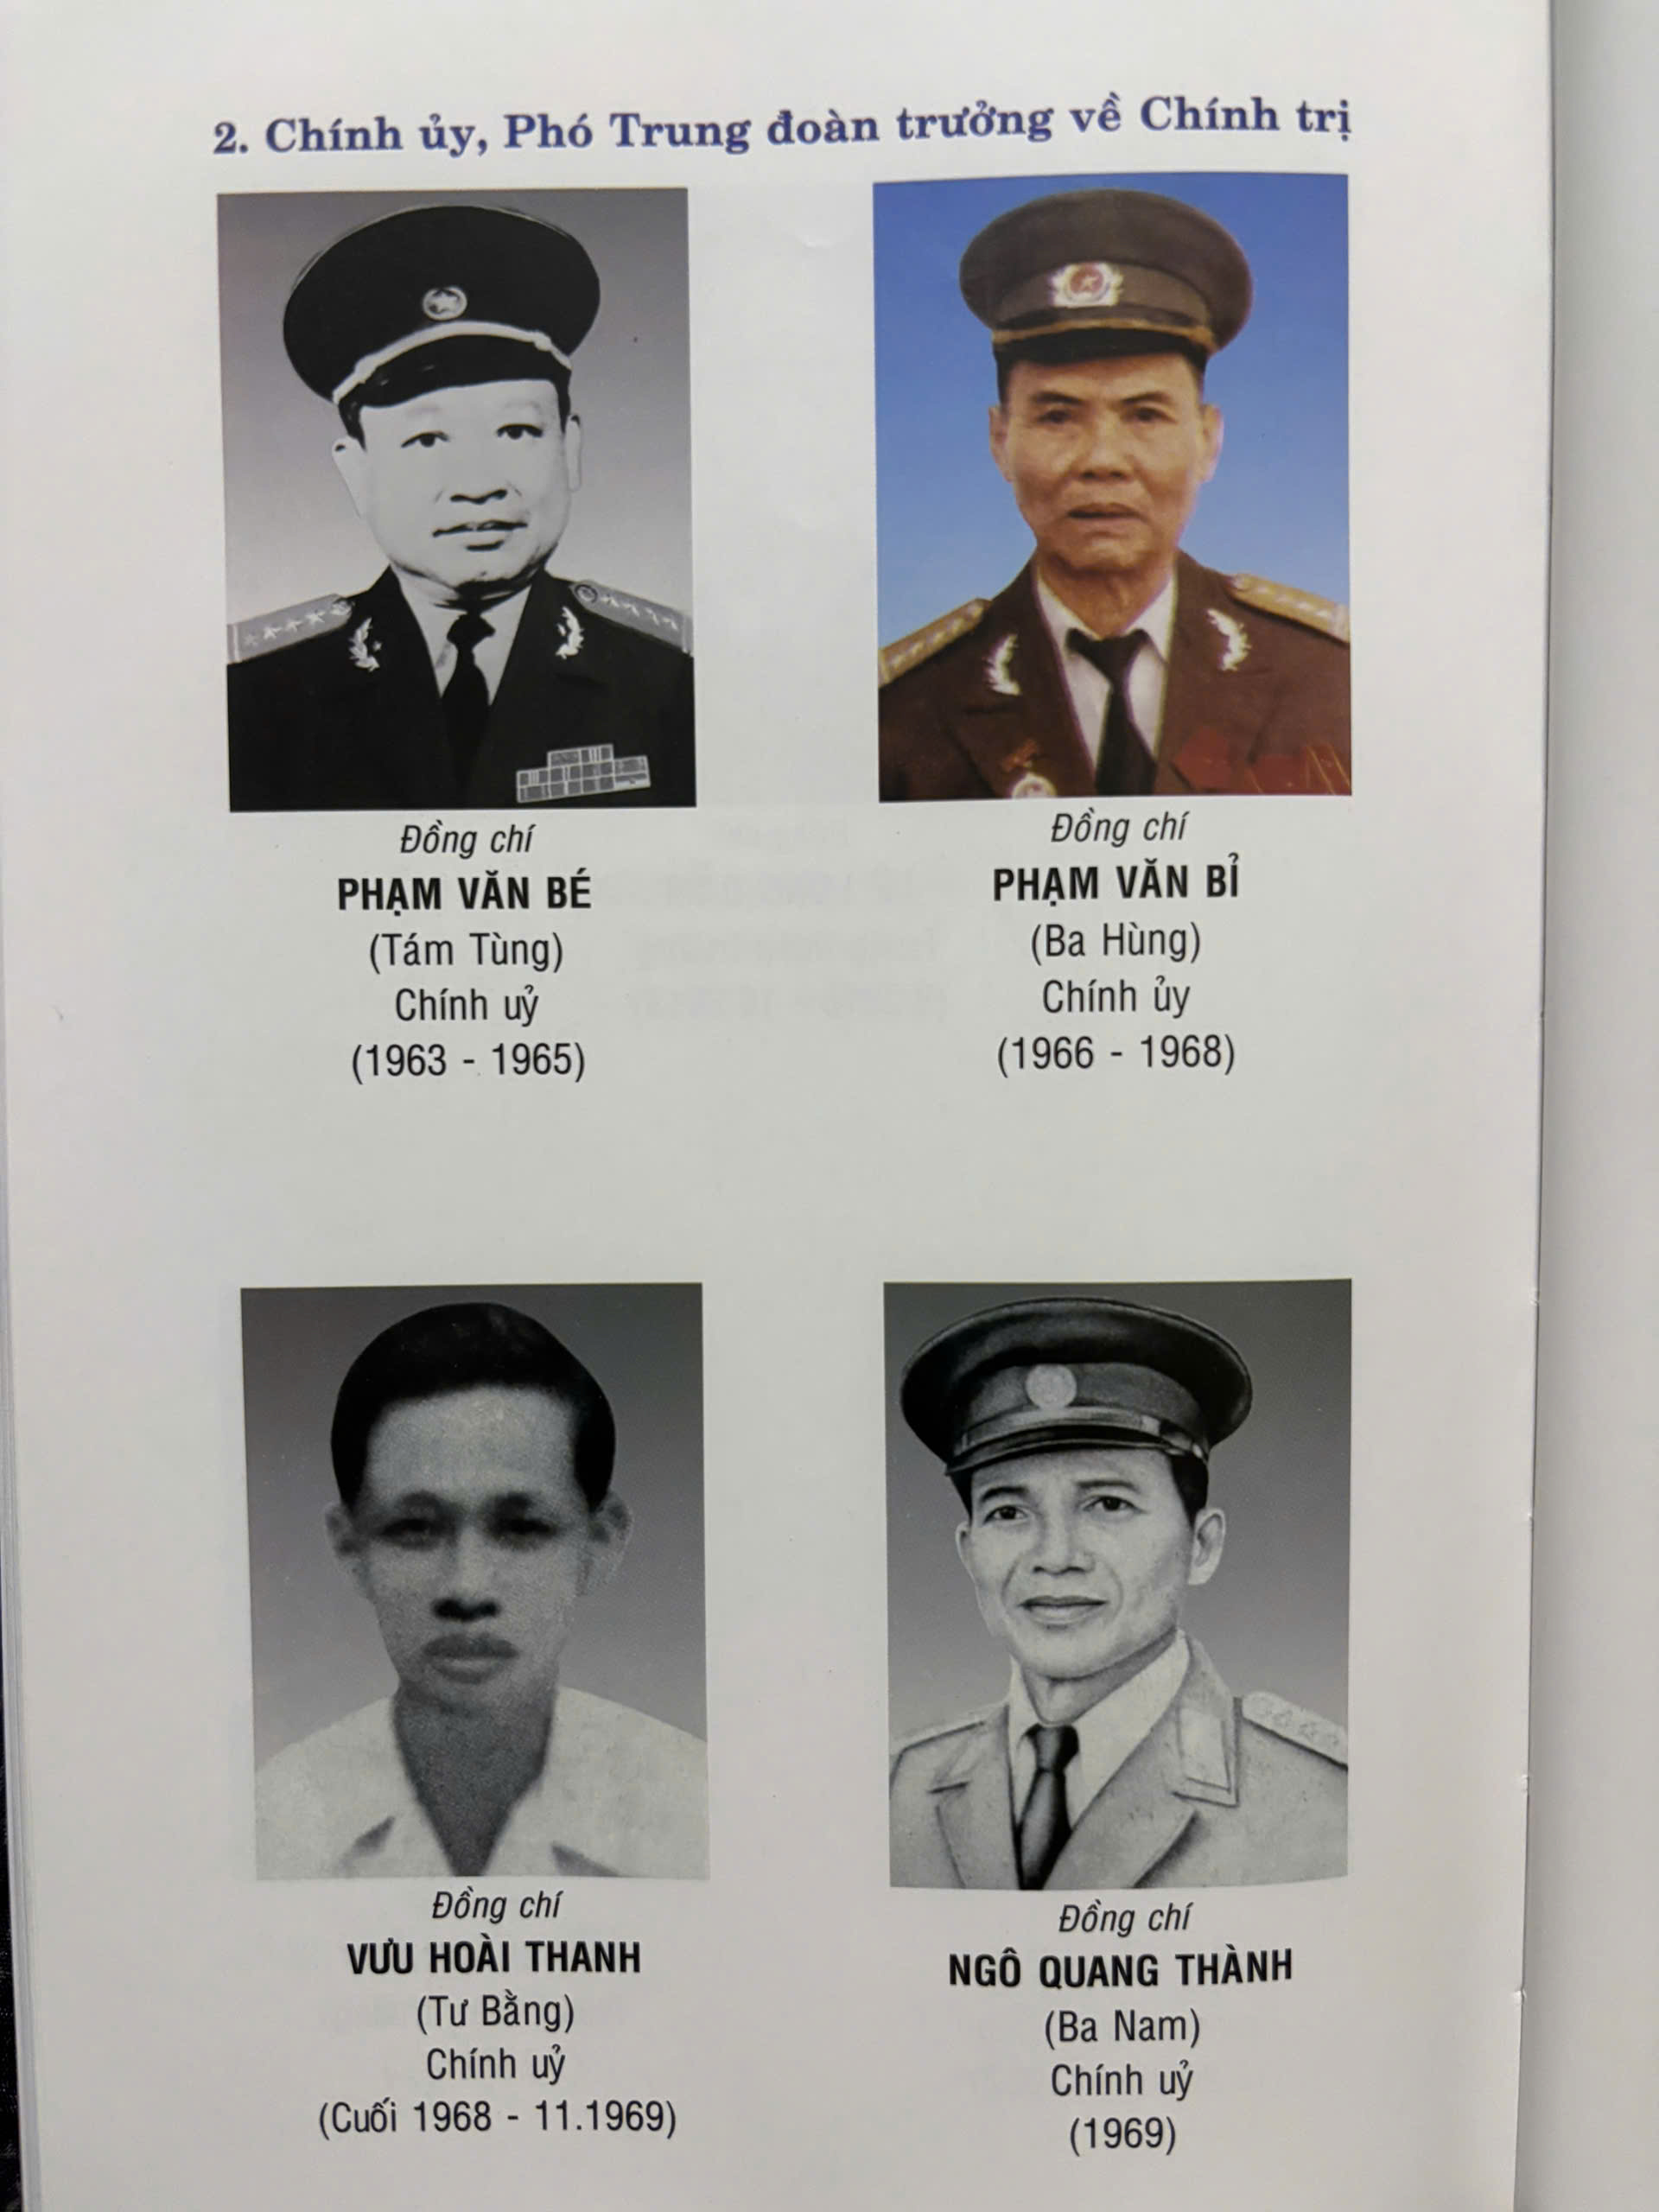 2. Chính ủy, Phó Trung đoàn trưởng về Chính trị
Đồng chí
PHẠM VĂN BÉ
(Tám Tùng)
Chính uỷ
(1963 - 1965)
Đồng chí
PHẠM VĂN BỈ
(Ba Hùng)
Chính ủy
(1966 - 1968)
Đồng chí
VƯU HOÀI THANH
(Tư Bằng)
Chính uỷ
(Cuối 1968 - 11.1969)
Đồng chí
NGÔ QUANG THÀNH
(Ba Nam)
Chính uỷ
(1969)